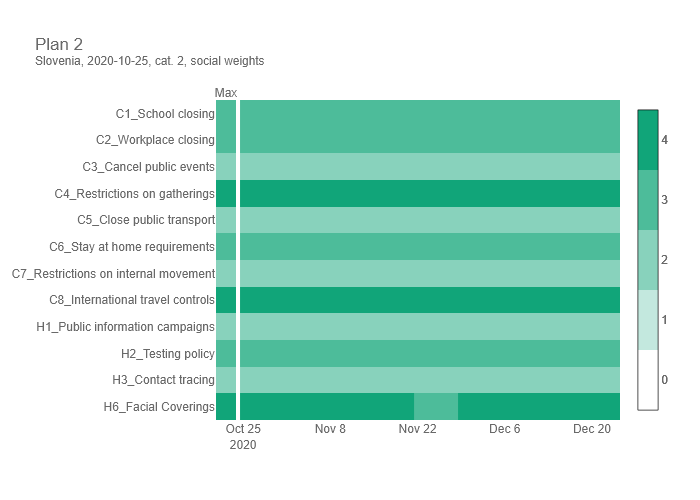 Plan 2
Slovenia, 2020-10-25, cat. 2, social weights
Max
C1_School closing
C2_Workplace closing
C3_Cancel public events
C4_Restrictions on gatherings
C5_Close public transport
C6_Stay at home requirements
C7_Restrictions on internal movement
C8_International travel controls
H1_Public information campaigns
H2_Testing policy
H3_Contact tracing
H6_Facial Coverings
Oct 25
2020
Nov 8
Nov 22
Dec 6
Dec 20
4
3
2
1
0